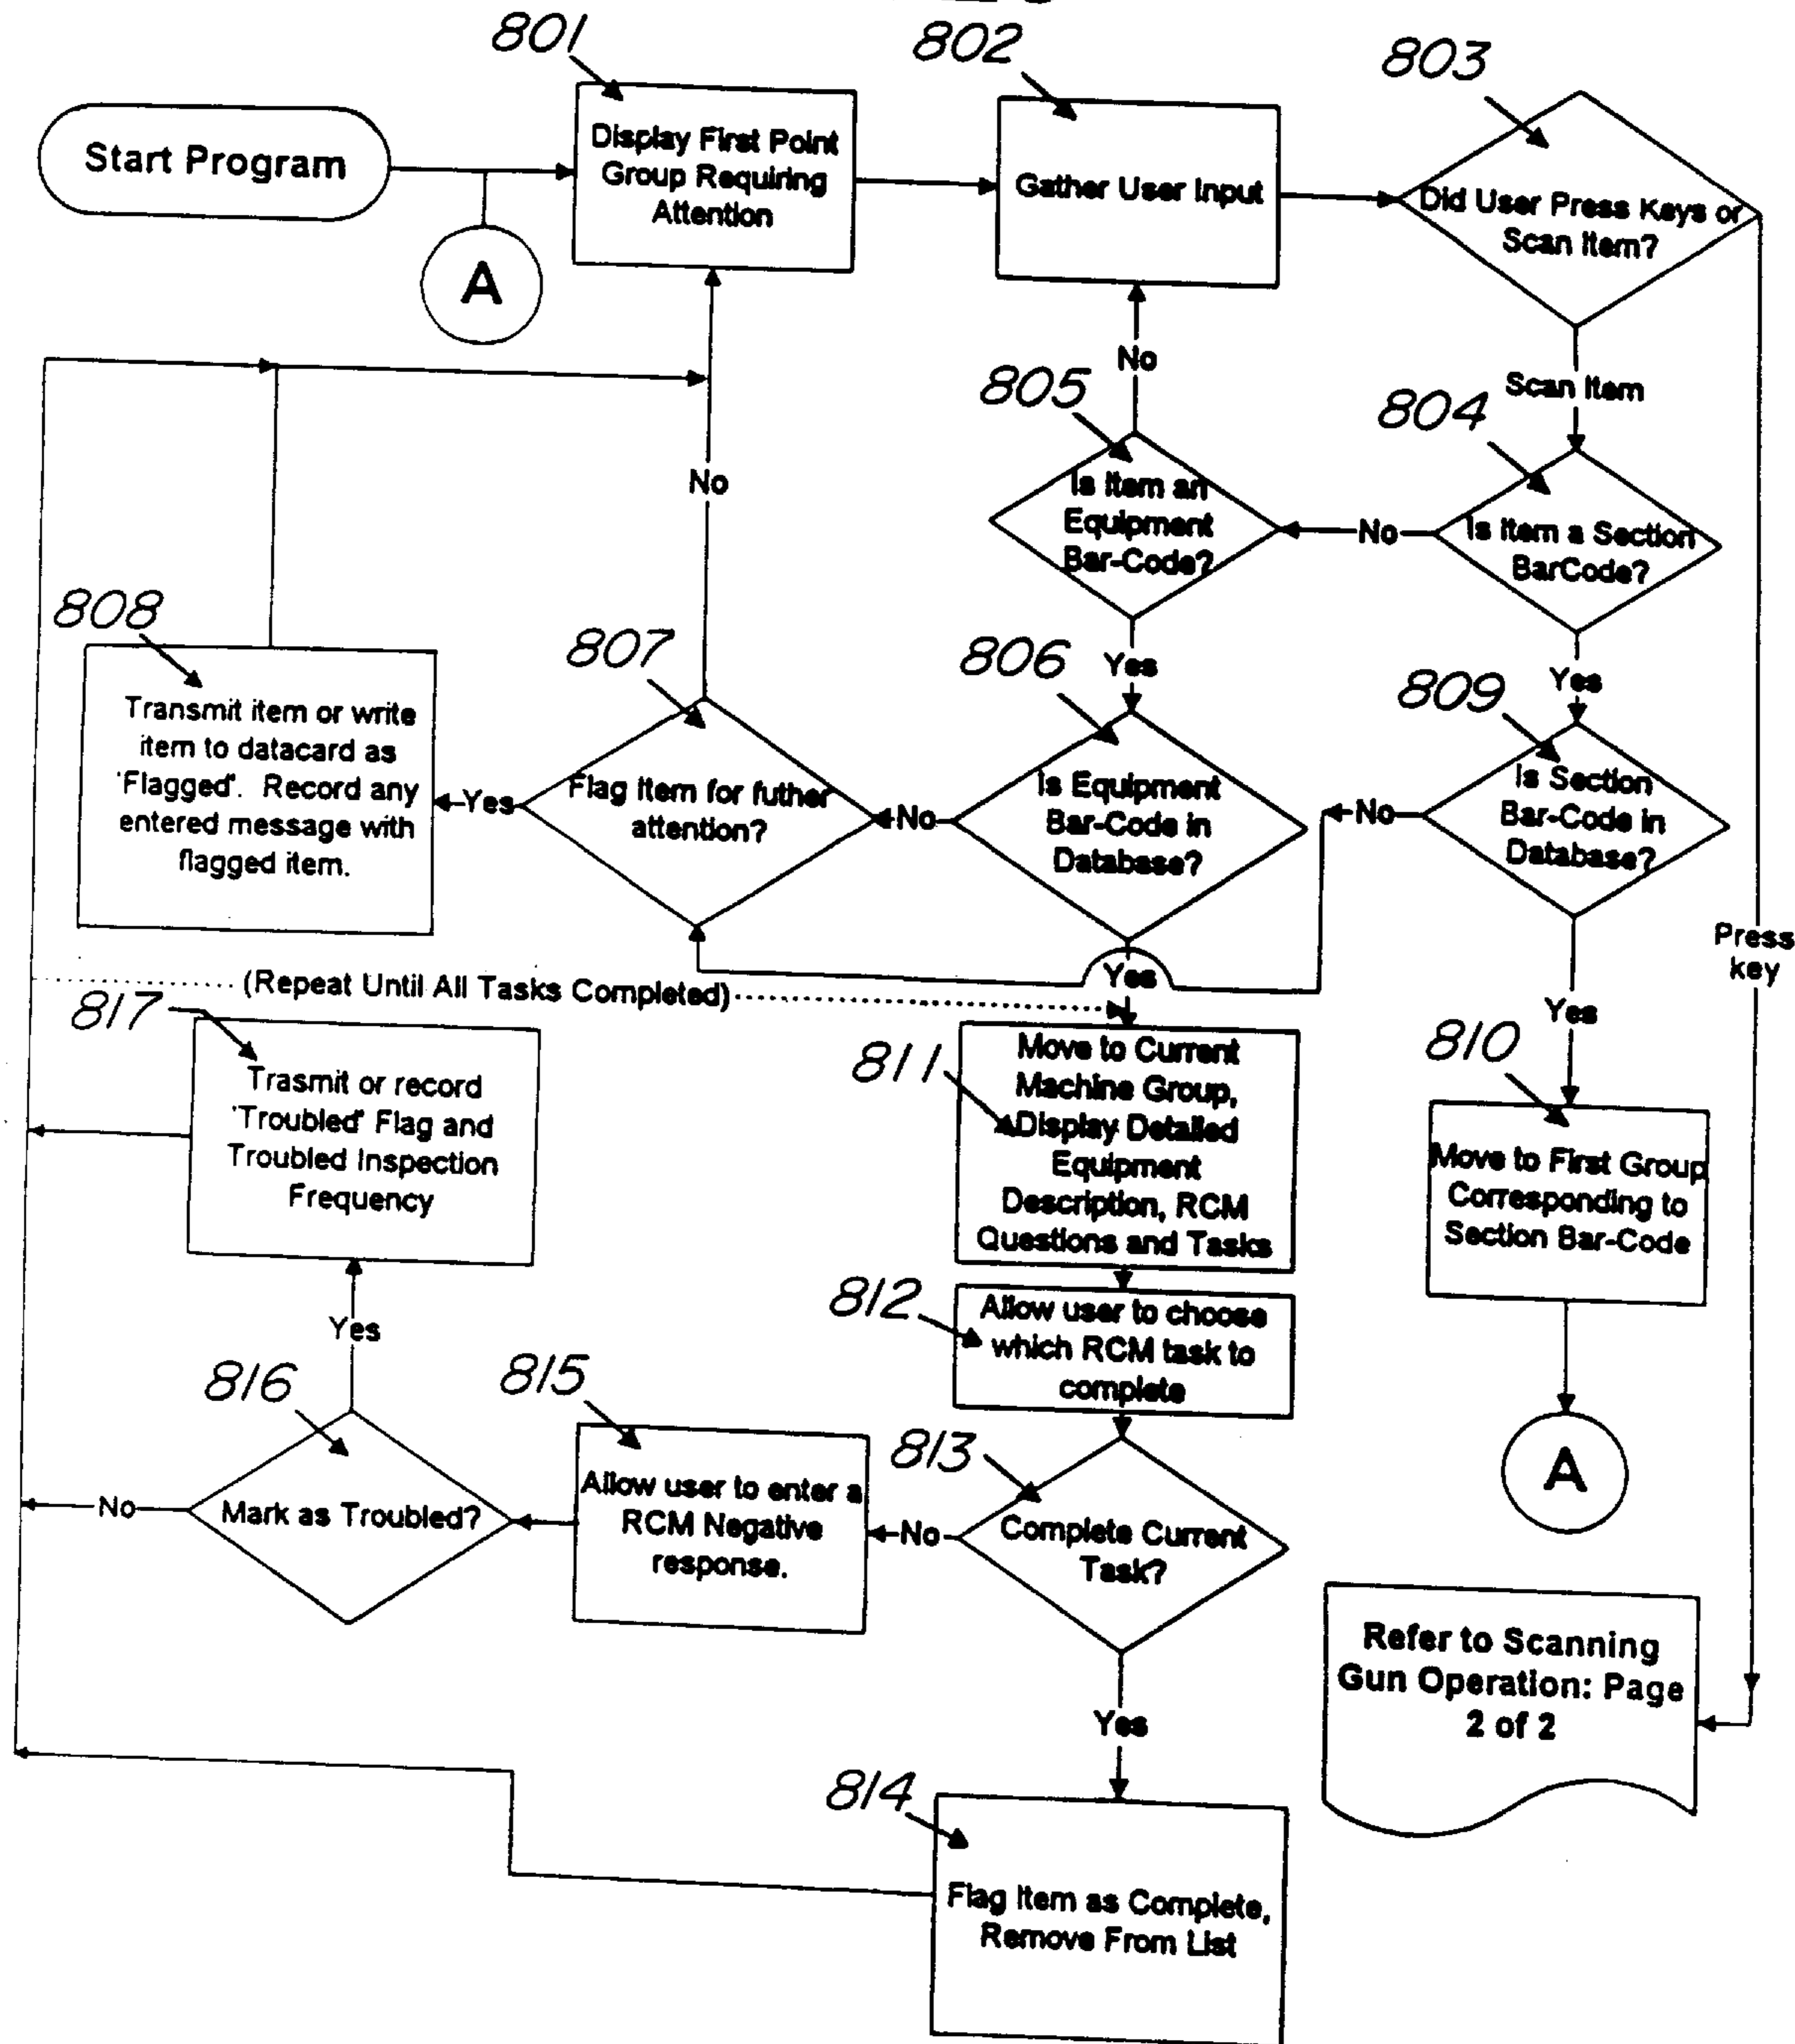 801
802
803
Start Program
Display First Point
Group Requiring
Attention
Gather User Input
Did User Press Keys or
Scan Item?
A
No
Scan Item
805
804
No
Is Item an
Equipment
Bar-Code?
No
Is Item a Section
BarCode?
808
807
806
Yes
809
Yes
Transmit item or write
item to datacard as
'Flagged'. Record any
entered message with
flagged item.
Yes
Flag Item for futher
attention?
No
Is Equipment
Bar-Code in
Database?
No
Is Section
Bar-Code in
Database?
Press
key
(Repeat Until All Tasks Completed)
Yes
Yes
817
Trasmit or record
'Troubled' Flag and
Troubled Inspection
Frequency
811
Move to Current
Machine Group,
Display Detailed
Equipment
Description, RCM
Questions and Tasks
810
Move to First Group
Corresponding to
Section Bar-Code
Yes
812
Allow user to choose
which RCM task to
complete
816
815
813
A
No
Mark as Troubled?
Allow user to enter a
RCM Negative
response.
No
Complete Current
Task?
Refer to Scanning
Gun Operation: Page
2 of 2
Yes
814
Flag Item as Complete,
Remove From List